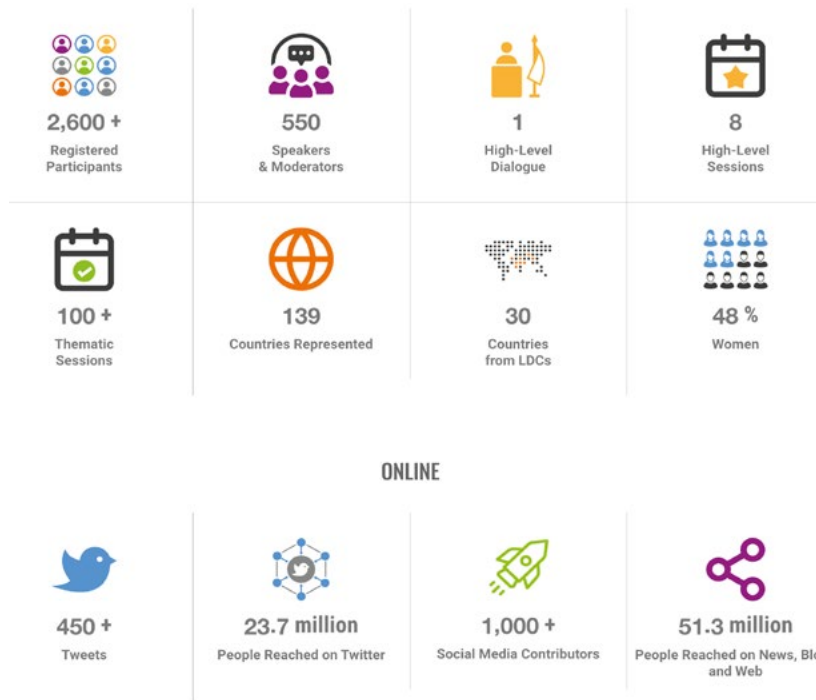 2,600 +
Registered
Participants
550
Speakers
& Moderators
1
High-Level
Dialogue
8
High-Level
Sessions
100 +
Thematic
Sessions
139
Countries Represented
30
Countries
from LDCs
48 %
Women
ONLINE
450 +
Tweets
23.7 million
People Reached on Twitter
1,000 +
Social Media Contributors
51.3 million
People Reached on News,
and Web